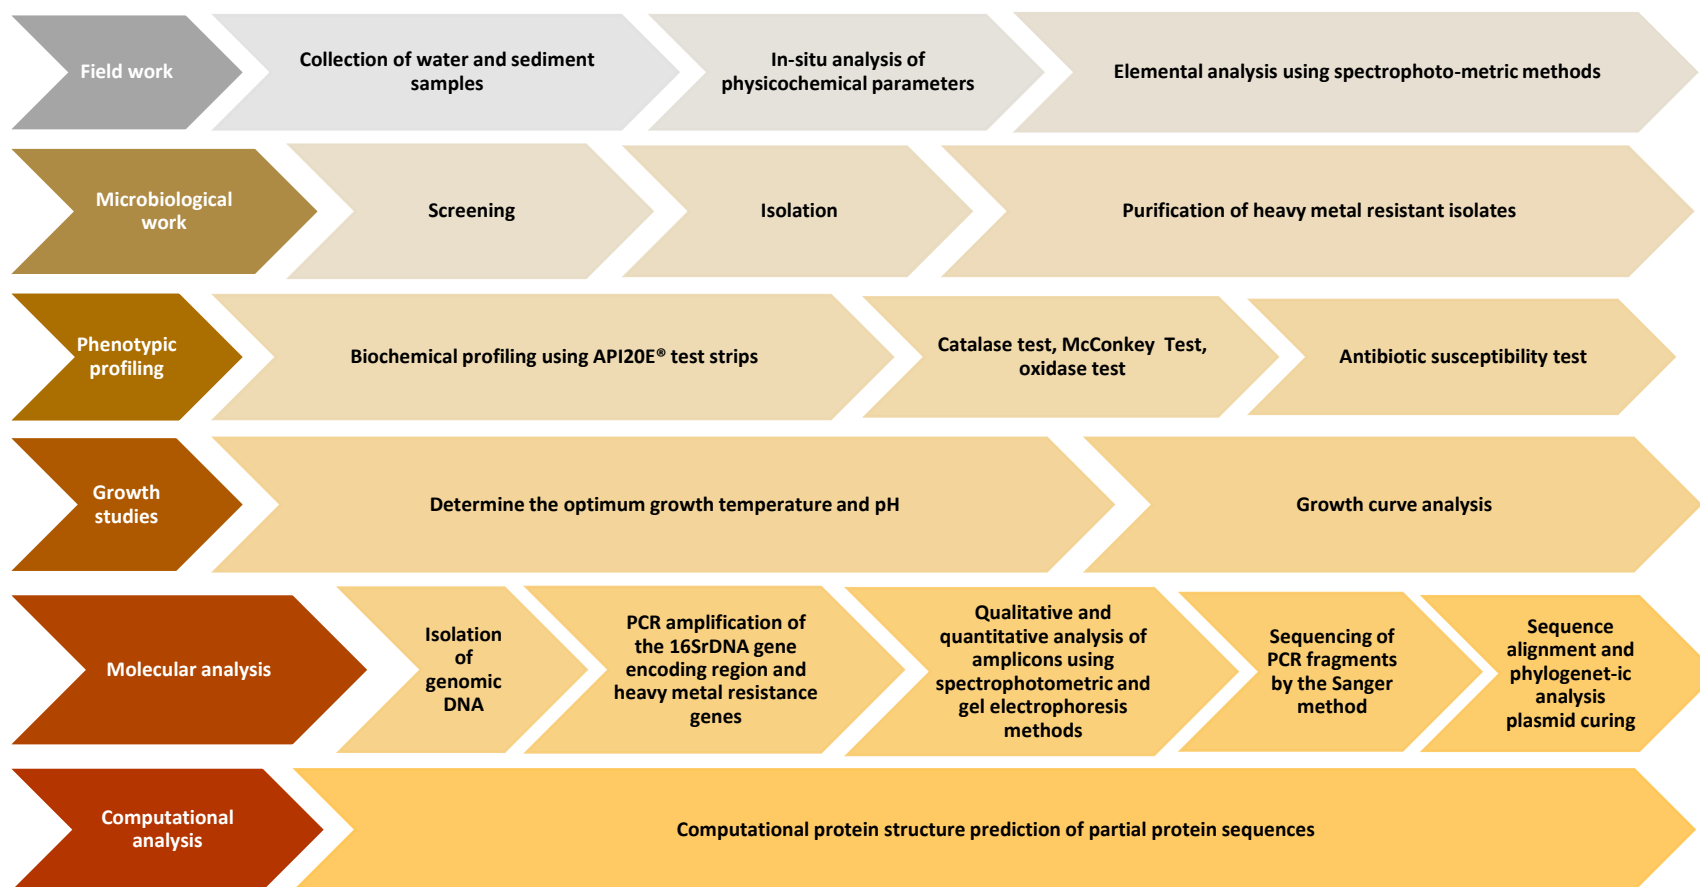 Field work
Collection of water and sediment
samples
In-situ analysis of
physicochemical parameters
Elemental analysis using spectrophoto-metric methods
Microbiological
work
Screening
Isolation
Purification of heavy metal resistant isolates
Phenotypic
profiling
Biochemical profiling using API20E® test strips
Catalase test, McConkey Test,
oxidase test
Antibiotic susceptibility test
Growth
studies
Determine the optimum growth temperature and pH
Growth curve analysis
Molecular analysis
Isolation
of
genomic
DNA
PCR amplification of
the 16SrDNA gene
encoding region and
heavy metal resistance
genes
Qualitative and
quantitative analysis of
amplicons using
spectrophotometric and
gel electrophoresis
methods
Sequencing of
PCR fragments
by the Sanger
method
Sequence
alignment and
phylogenet-ic
analysis
plasmid curing
Computational
analysis
Computational protein structure prediction of partial protein sequences